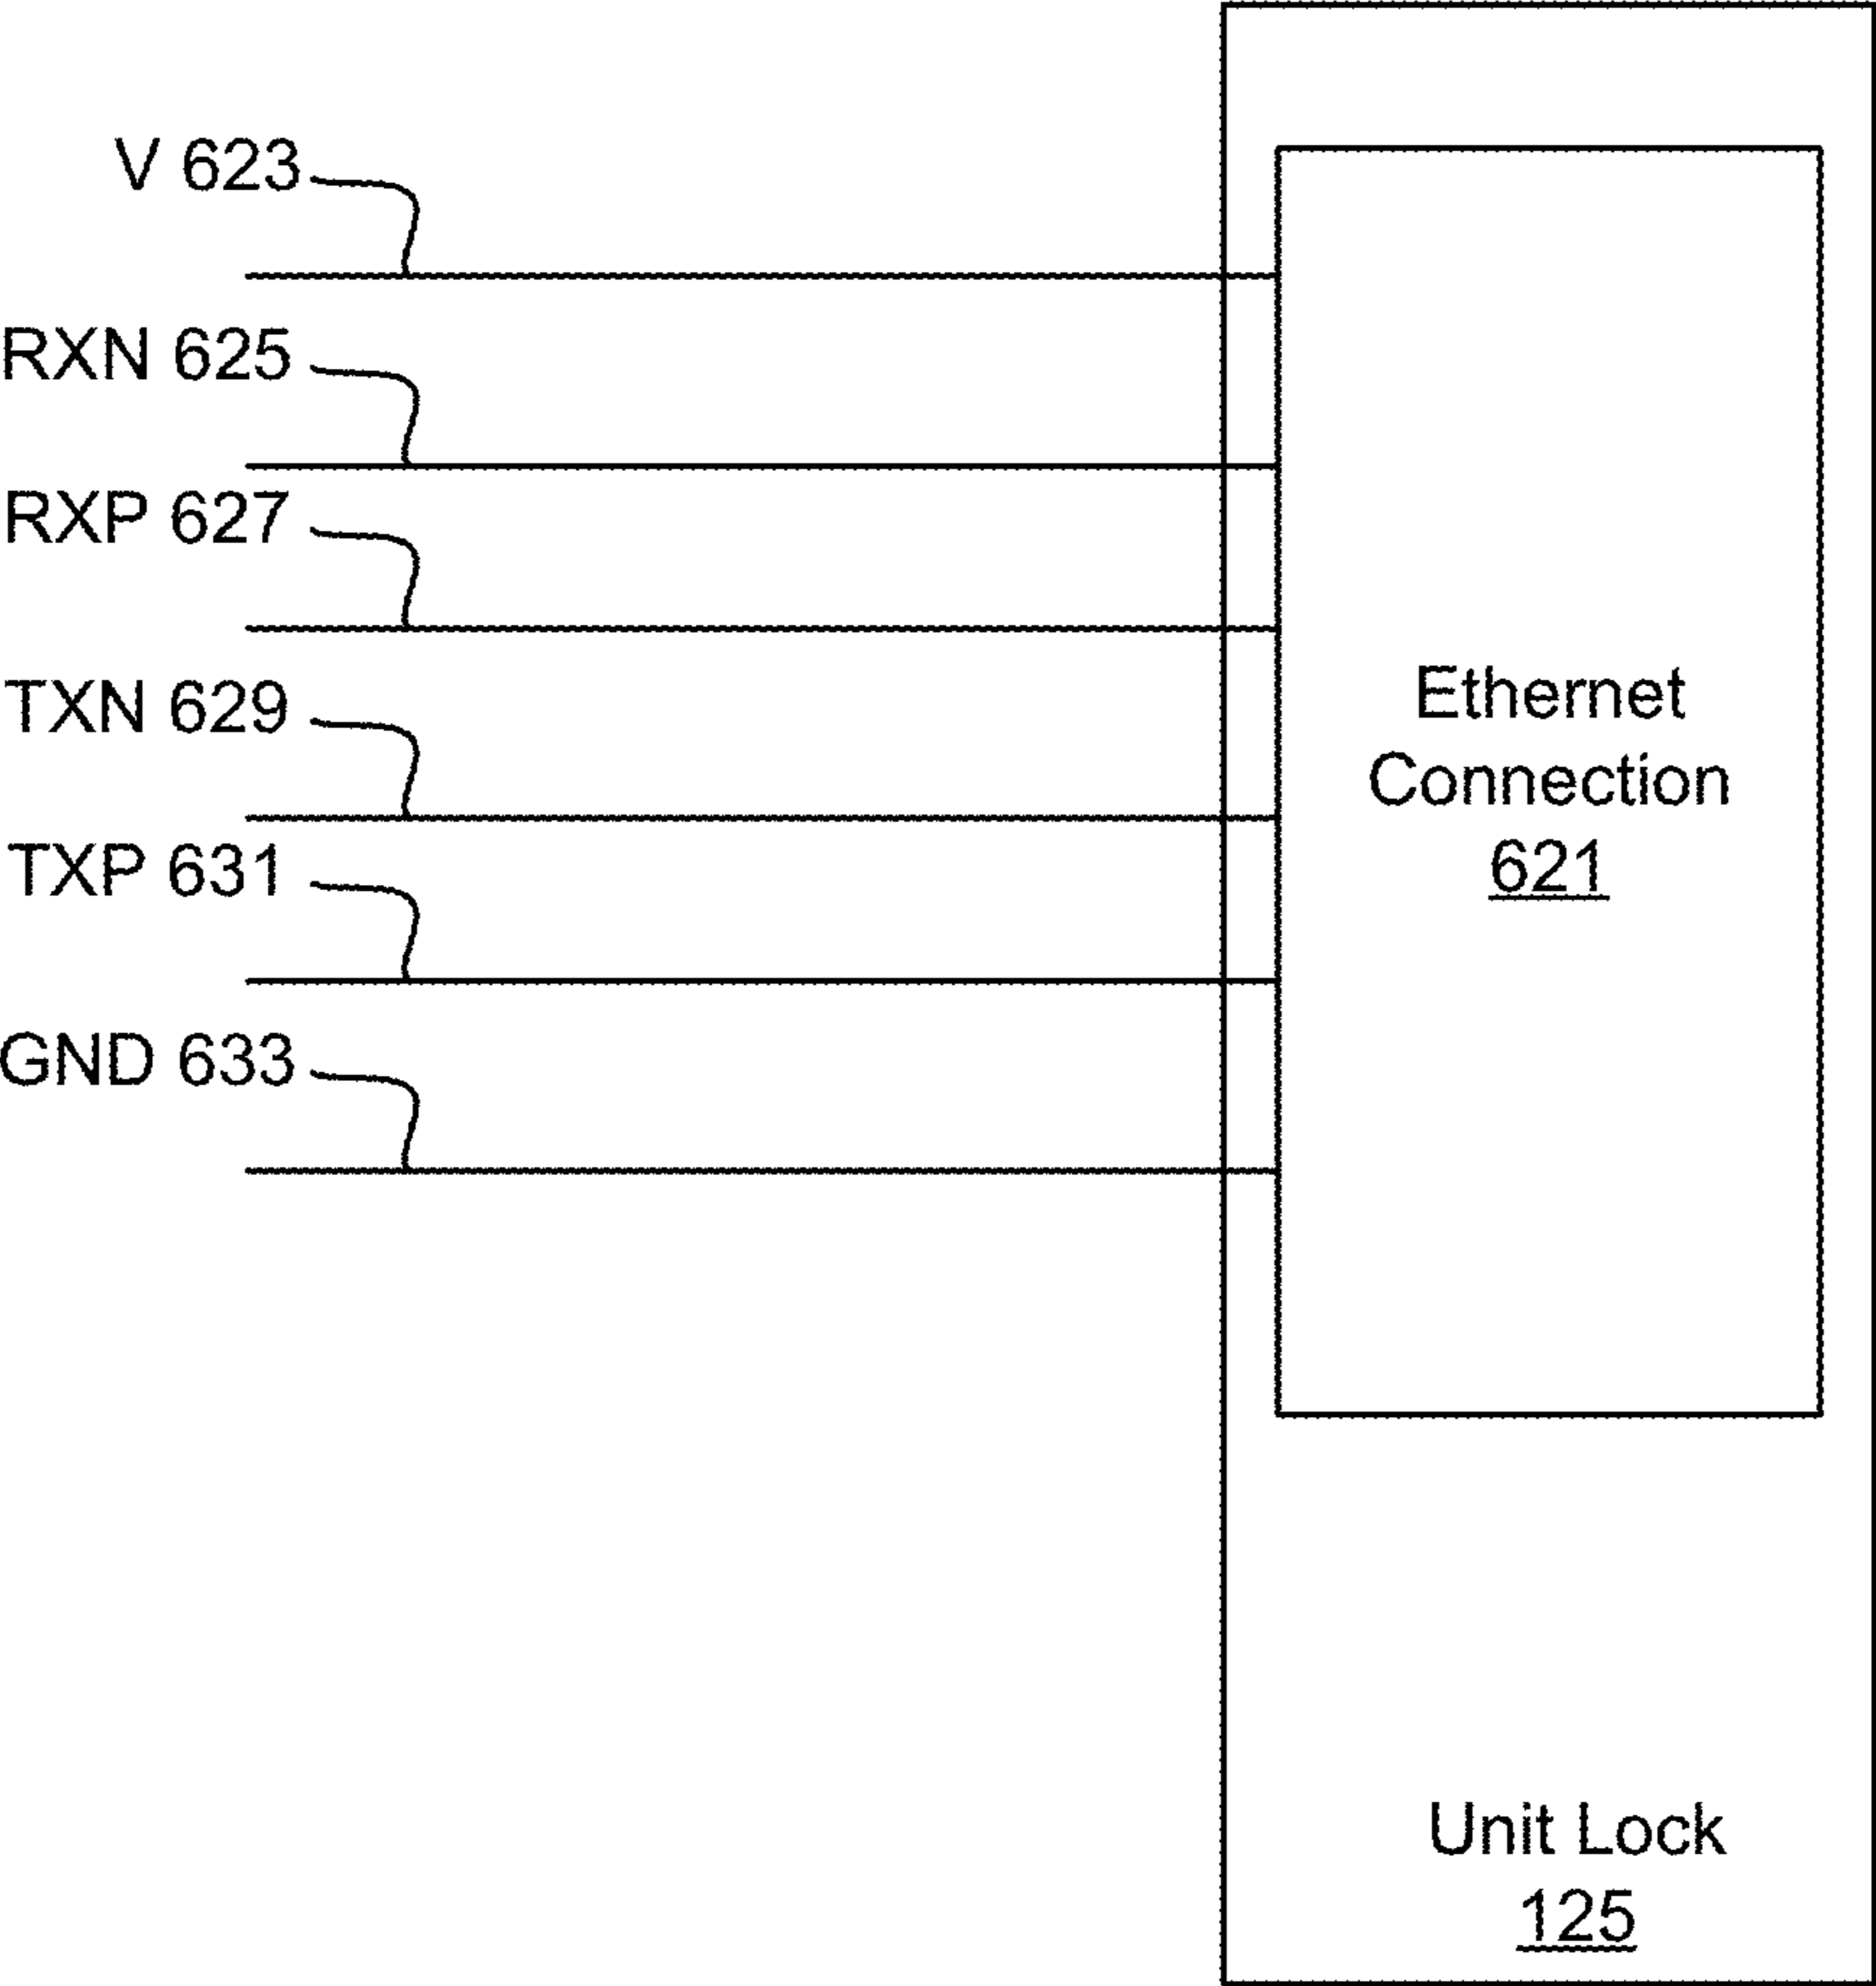 V 623
RXN 625
RXP 627
TXN 629
TXP 631
GND 633
Ethernet
Connection
621
Unit Lock
125